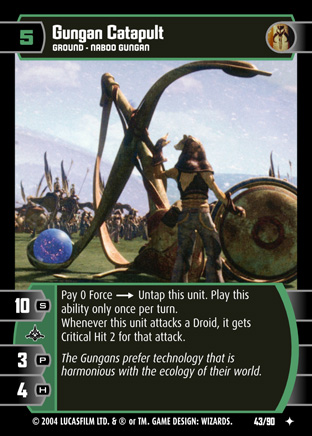 5
Gungan Catapult
GROUND • NABOO GUNGAN
10 S
Pay 0 Force → Untap this unit. Play this
ability only once per turn.
Whenever this unit attacks a Droid, it gets
Critical Hit 2 for that attack.
3 P
The Gungans prefer technology that is
harmonious with the ecology of their world.
4 H
© 2004 LUCASFILM LTD. & ® or TM. GAME DESIGN: WIZARDS. 43/90